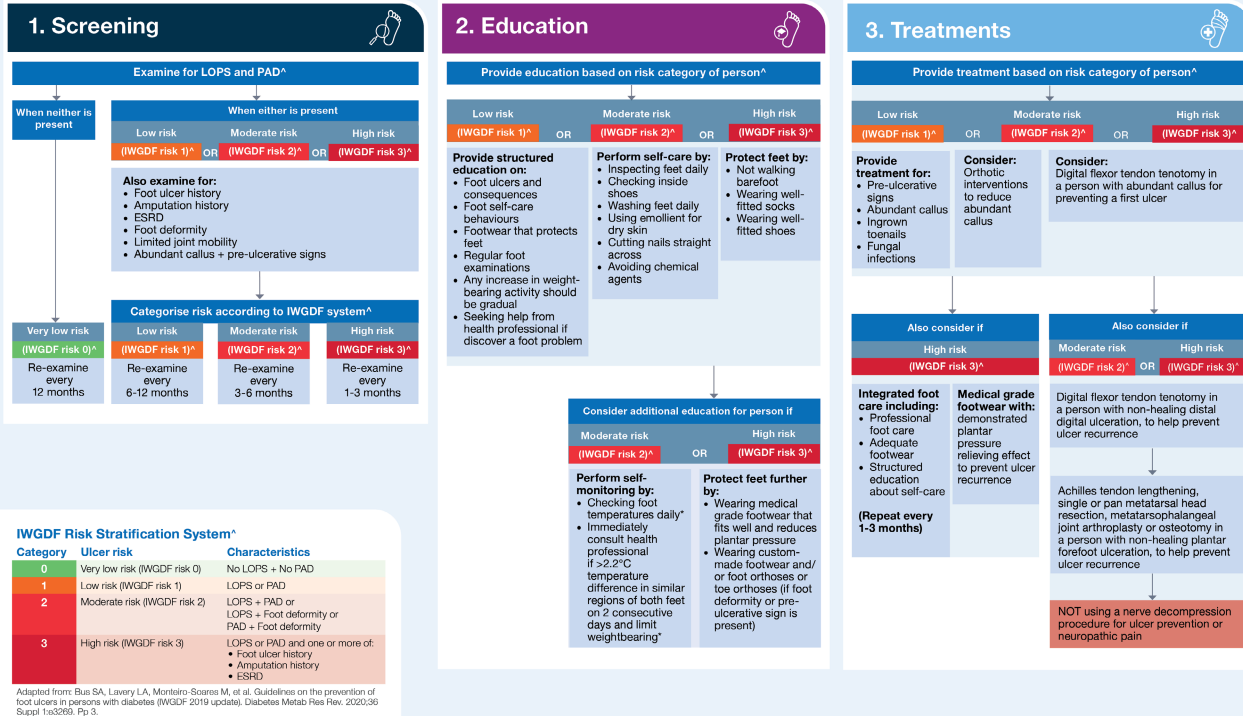 1. Screening
Examine for LOPS and PAD^
When neither is
present
When either is present
Low risk
(IWGDF risk 1)^
OR
Moderate risk
(IWGDF risk 2)^
OR
High risk
(IWGDF risk 3)^
Also examine for:
• Foot ulcer history
• Amputation history
• ESRD
• Foot deformity
• Limited joint mobility
• Abundant callus + pre-ulcerative signs
Categorise risk according to IWGDF system^
Very low risk
(IWGDF risk 0)^
Re-examine
every
12 months
Low risk
(IWGDF risk 1)^
Re-examine
every
6-12 months
Moderate risk
(IWGDF risk 2)^
Re-examine
every
3-6 months
High risk
(IWGDF risk 3)^
Re-examine
every
1-3 months
IWGDF Risk Stratification System^
Category Ulcer risk Characteristics
0 Very low risk (IWGDF risk 0) No LOPS + No PAD
1 Low risk (IWGDF risk 1) LOPS or PAD
2 Moderate risk (IWGDF risk 2) LOPS + PAD or
LOPS + Foot deformity or
PAD + Foot deformity
3 High risk (IWGDF risk 3) LOPS or PAD and one or more of:
• Foot ulcer history
• Amputation history
• ESRD
Adapted from: Bus SA, Lavery LA, Monteiro-Soares M, et al. Guidelines on the prevention of
foot ulcers in persons with diabetes (IWGDF 2019 update). Diabetes Metab Res Rev. 2020;36
Suppl 1:e3269. Pp 3.
2. Education
Provide education based on risk category of person^
Low risk
(IWGDF risk 1)^
OR
Moderate risk
(IWGDF risk 2)^
OR
High risk
(IWGDF risk 3)^
Provide structured
education on:
• Foot ulcers and
consequences
• Foot self-care
behaviours
• Footwear that protects
feet
• Regular foot
examinations
• Any increase in weight-
bearing activity should
be gradual
• Seeking help from
health professional if
discover a foot problem
Perform self-care by:
• Inspecting feet daily
• Checking inside
shoes
• Washing feet daily
• Using emollient for
dry skin
• Cutting nails straight
across
• Avoiding chemical
agents
Protect feet by:
• Not walking
barefoot
• Wearing well-
fitted socks
• Wearing well-
fitted shoes
Consider additional education for person if
Moderate risk
(IWGDF risk 2)^
OR
High risk
(IWGDF risk 3)^
Perform self-
monitoring by:
• Checking foot
temperatures daily*
• Immediately
consult health
professional
if >2.2°C
temperature
difference in similar
regions of both feet
on 2 consecutive
days and limit
weightbearing*
Protect feet further
by:
• Wearing medical
grade footwear that
fits well and reduces
plantar pressure
• Wearing custom-
made footwear and/
or foot orthoses or
toe orthoses (if foot
deformity or pre-
ulcerative sign is
present)
3. Treatments
Provide treatment based on risk category of person^
Low risk
(IWGDF risk 1)^
OR
Moderate risk
(IWGDF risk 2)^
OR
High risk
(IWGDF risk 3)^
Provide
treatment for:
• Pre-ulcerative
signs
• Abundant callus
• Ingrown
toenails
• Fungal
infections
Consider:
Orthotic
interventions
to reduce
abundant
callus
Consider:
Digital flexor tendon tenotomy in
a person with abundant callus for
preventing a first ulcer
Also consider if
High risk
(IWGDF risk 3)^
Integrated foot
care including:
• Professional
foot care
• Adequate
footwear
• Structured
education
about self-care
(Repeat every
1-3 months)
Medical grade
footwear with:
demonstrated
plantar
pressure
relieving effect
to prevent ulcer
recurrence
Also consider if
Moderate risk
(IWGDF risk 2)^
OR
High risk
(IWGDF risk 3)^
Digital flexor tendon tenotomy in
a person with non-healing distal
digital ulceration, to help prevent
ulcer recurrence
Achilles tendon lengthening,
single or pan metatarsal head
resection, metatarsophalangeal
joint arthroplasty or osteotomy in
a person with non-healing plantar
forefoot ulceration, to help prevent
ulcer recurrence
NOT using a nerve decompression
procedure for ulcer prevention or
neuropathic pain